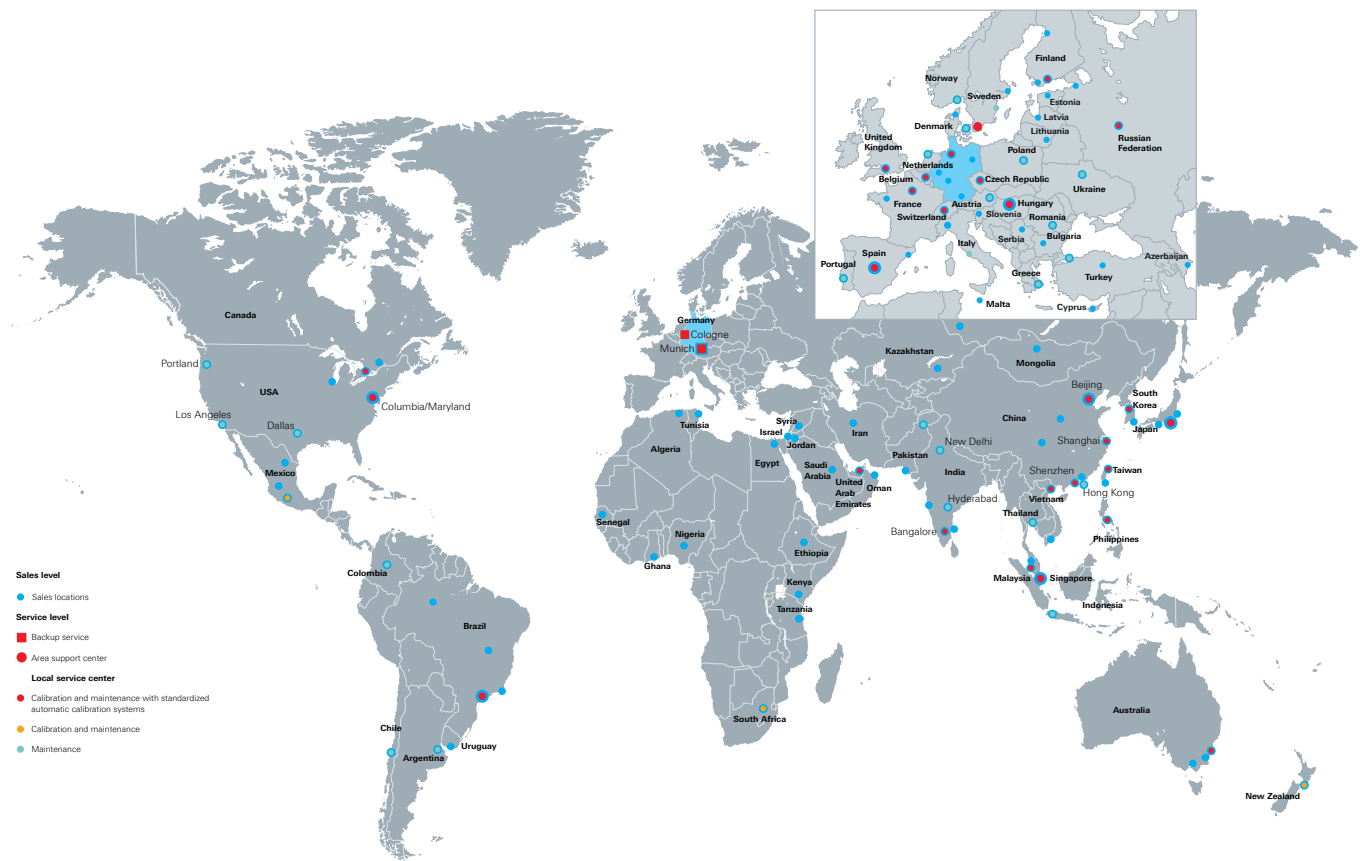 Finland
Norway
Sweden
Estonia
Latvia
Denmark
Lithuania
United
Kingdom
Russian
Federation
Poland
Netherlands
Belgium
Czech Republic
Ukraine
France
Austria
Hungary
Switzerland
Slovenia
Romania
Serbia
Bulgaria
Italy
Spain
Azerbaijan
Portugal
Greece
Turkey
Malta
Cyprus
Canada
Germany
Cologne
Munich
Portland
USA
Columbia/Maryland
Los Angeles
Dallas
Mexico
Kazakhstan
Mongolia
Beijing
South
Korea
China
Japan
Shanghai
Tunisia
Syria
Israel
Jordan
Iran
Algeria
Egypt
Saudi
Arabia
United
Arab
Emirates
Oman
Pakistan
New Delhi
India
Shenzhen
Taiwan
Hong Kong
Vietnam
Hyderabad
Thailand
Bangalore
Philippines
Senegal
Nigeria
Ghana
Ethiopia
Kenya
Tanzania
Malaysia
Singapore
Indonesia
Colombia
Brazil
Sales level
Sales locations
Service level
Backup service
Area support center
Local service center
Calibration and maintenance with standardized
automatic calibration systems
Calibration and maintenance
Maintenance
Chile
Argentina
Uruguay
South Africa
Australia
New Zealand